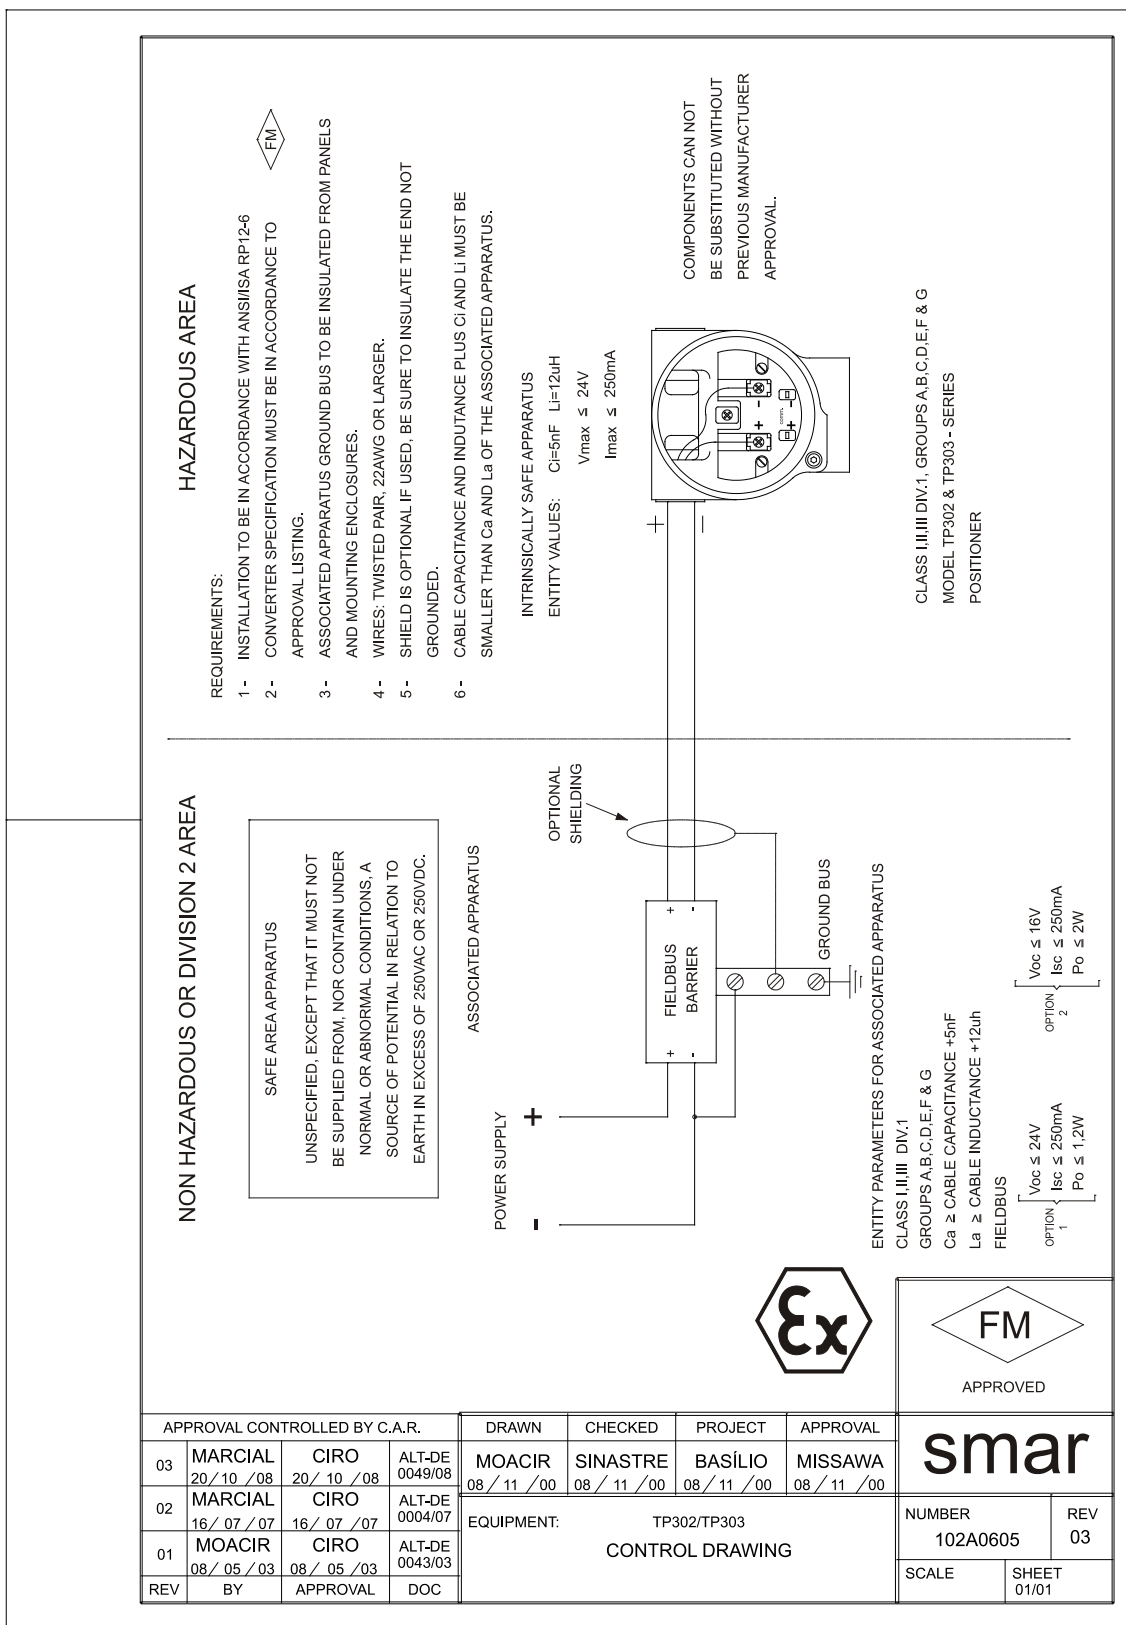 NON HAZARDOUS OR DIVISION 2 AREA
SAFE AREA APPARATUS
UNSPECIFIED, EXCEPT THAT IT MUST NOT
BE SUPPLIED FROM, NOR CONTAIN UNDER
NORMAL OR ABNORMAL CONDITIONS, A
SOURCE OF POTENTIAL IN RELATION TO
EARTH IN EXCESS OF 250VAC OR 250VDC.
ASSOCIATED APPARATUS
POWER SUPPLY
- +
OPTIONAL
SHIELDING
+ +
FIELDBUS
BARRIER
- -
GROUND BUS
ENTITY PARAMETERS FOR ASSOCIATED APPARATUS
CLASS I,II,III DIV.1
GROUPS A,B,C,D,E,F & G
Ca ≥ CABLE CAPACITANCE +5nF
La ≥ CABLE INDUCTANCE +12uh
FIELDBUS
OPTION
1
Voc ≤ 24V
Isc ≤ 250mA
Po ≤ 1,2W
OPTION
2
Voc ≤ 16V
Isc ≤ 250mA
Po ≤ 2W
HAZARDOUS AREA
REQUIREMENTS:
1 - INSTALLATION TO BE IN ACCORDANCE WITH ANSI/ISA RP12-6
2 - CONVERTER SPECIFICATION MUST BE IN ACCORDANCE TO FM
APPROVAL LISTING.
3 - ASSOCIATED APPARATUS GROUND BUS TO BE INSULATED FROM PANELS
AND MOUNTING ENCLOSURES.
4 - WIRES: TWISTED PAIR, 22AWG OR LARGER.
5 - SHIELD IS OPTIONAL IF USED, BE SURE TO INSULATE THE END NOT
GROUNDED.
6 - CABLE CAPACITANCE AND INDUTANCE PLUS Ci AND Li MUST BE
SMALLER THAN Ca AND La OF THE ASSOCIATED APPARATUS.
INTRINSICALLY SAFE APPARATUS
ENTITY VALUES: Ci=5nF Li=12uH
Vmax ≤ 24V
Imax ≤ 250mA
+
-
+ -
comm.
+ -
COMPONENTS CAN NOT
BE SUBSTITUTED WITHOUT
PREVIOUS MANUFACTURER
APPROVAL.
CLASS I,II,III DIV.1, GROUPS A,B,C,D,E,F & G
MODEL TP302 & TP303 - SERIES
POSITIONER
Ex
FM
APPROVED
APPROVAL CONTROLLED BY C.A.R.
03 MARCIAL 20/ 10 /08 CIRO 20/ 10 /08 ALT-DE 0049/08
02 MARCIAL 16/ 07 /07 CIRO 16/ 07 /07 ALT-DE 0004/07
01 MOACIR 08/ 05 /03 CIRO 08/ 05 /03 ALT-DE 0043/03
REV BY APPROVAL DOC
DRAWN CHECKED PROJECT APPROVAL
MOACIR SINASTRE BASÍLIO MISSAWA
08/ 11 /00 08/ 11 /00 08/ 11 /00 08/ 11 /00
EQUIPMENT: TP302/TP303
CONTROL DRAWING
smar
NUMBER REV
102A0605 03
SCALE SHEET
01/01